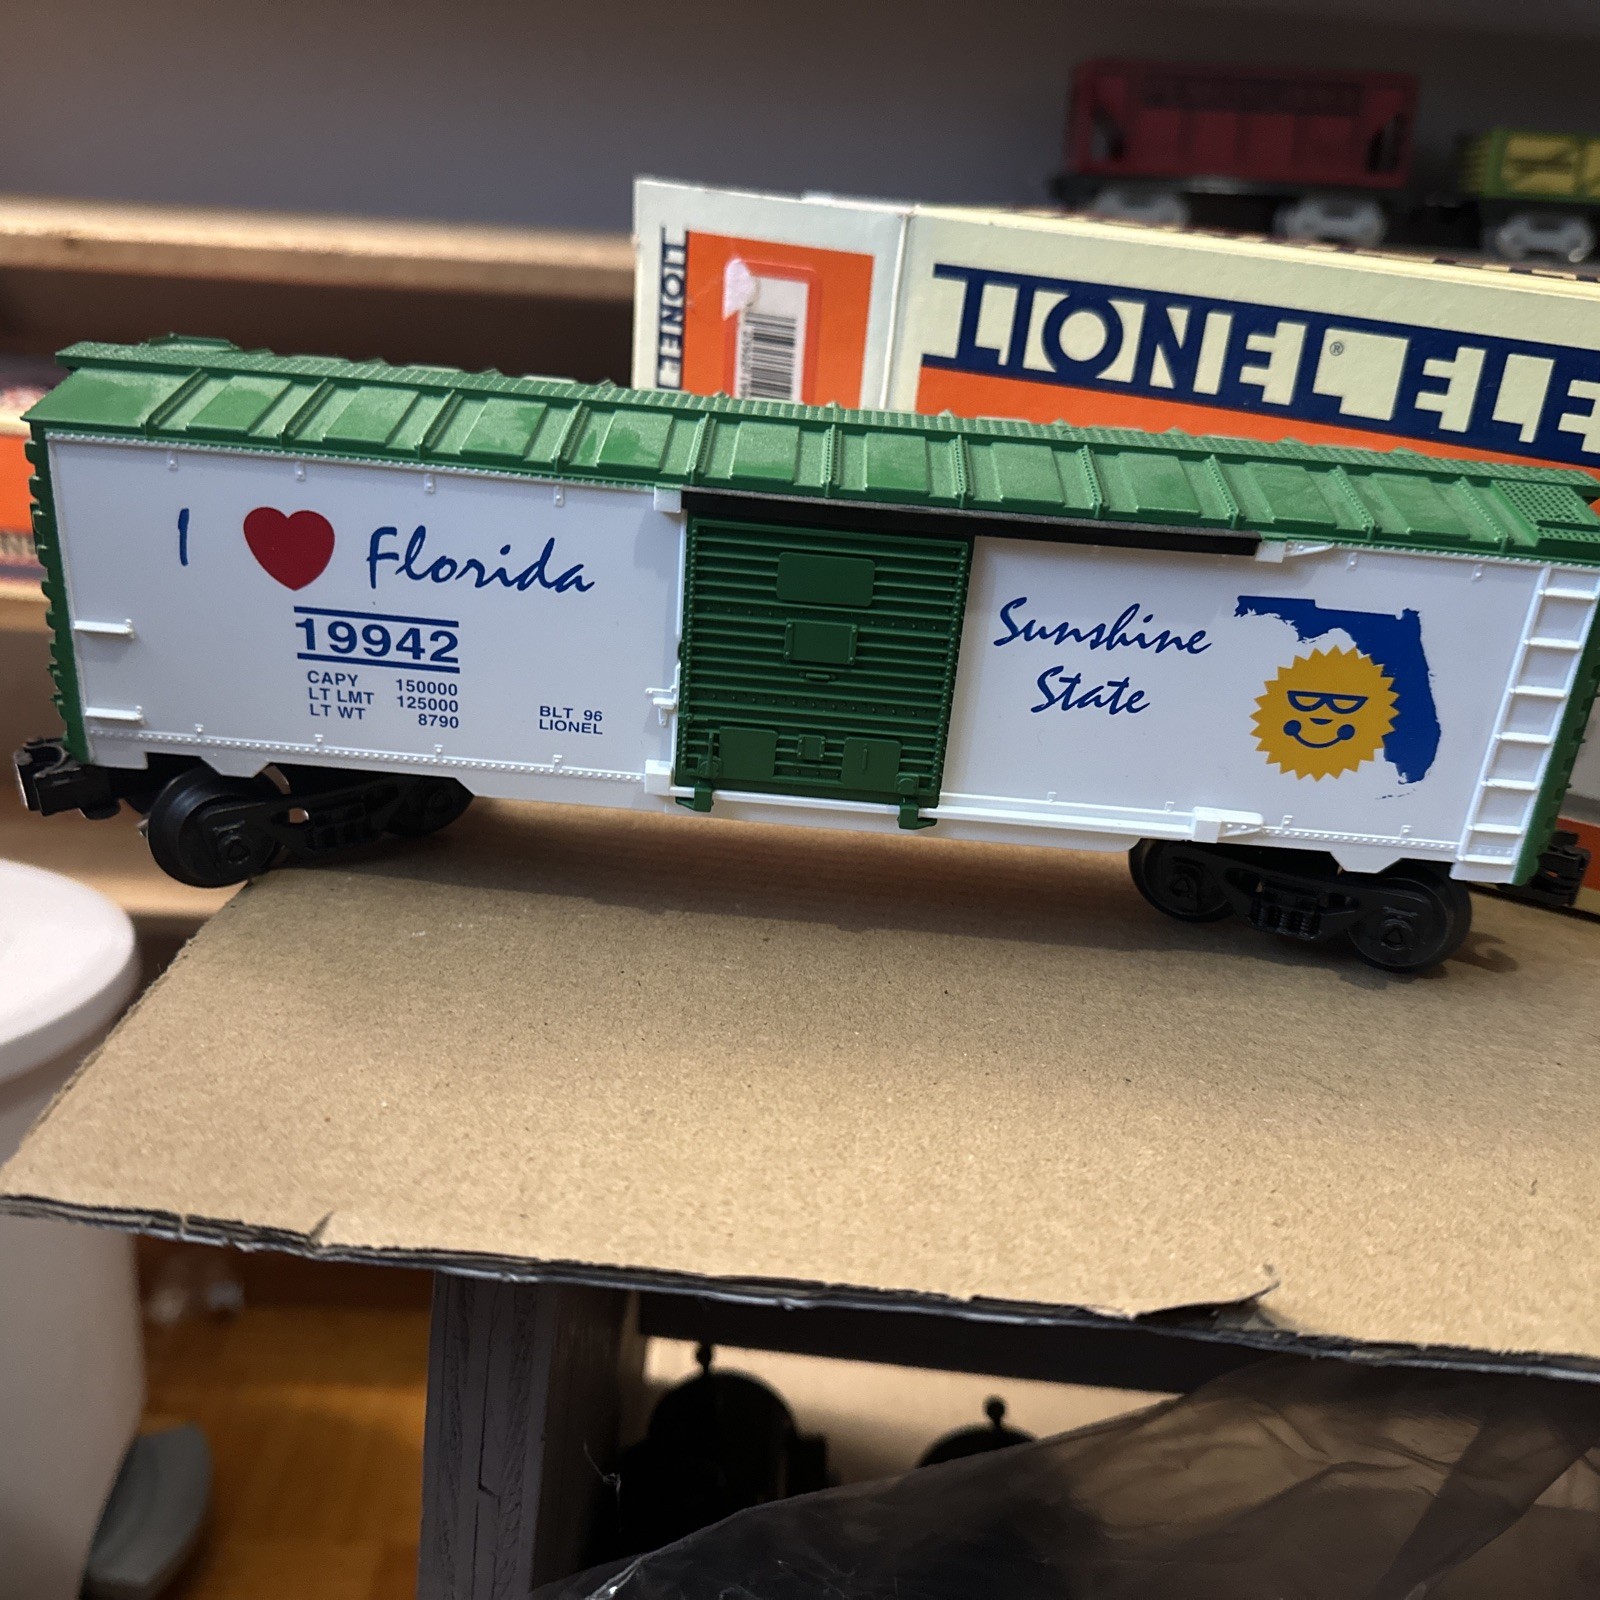 LIONEL
LIONEL® ELE
I ♥ Florida
19942
CAPY 150000
LT LMT 125000
LT WT 8790
BLT 96
LIONEL
Sunshine
State